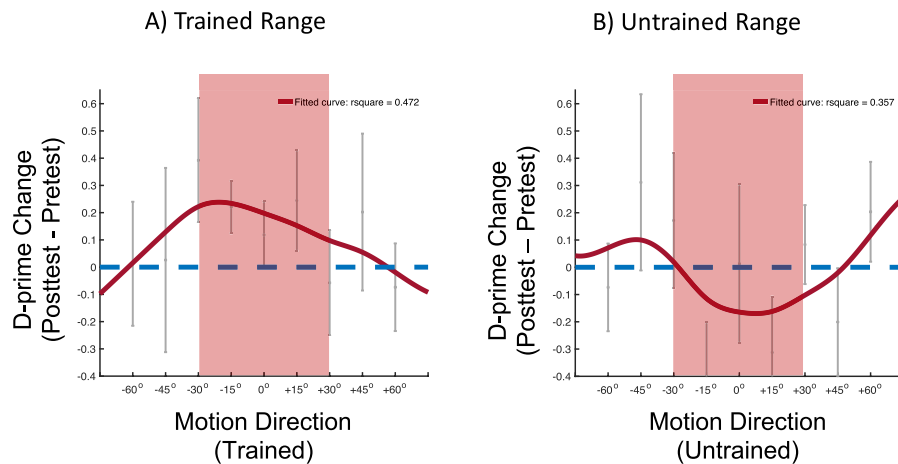 A) Trained Range
Fitted curve: rsquare = 0.472
D-prime Change
(Posttest - Pretest)
0.6
0.5
0.4
0.3
0.2
0.1
0
-0.1
-0.2
-0.3
-0.4
-60° -45° -30° -15° 0° +15° +30° +45° +60°
Motion Direction
(Trained)
B) Untrained Range
Fitted curve: rsquare = 0.357
D-prime Change
(Posttest – Pretest)
0.6
0.5
0.4
0.3
0.2
0.1
0
-0.1
-0.2
-0.3
-0.4
-60° -45° -30° -15° 0° +15° +30° +45° +60°
Motion Direction
(Untrained)